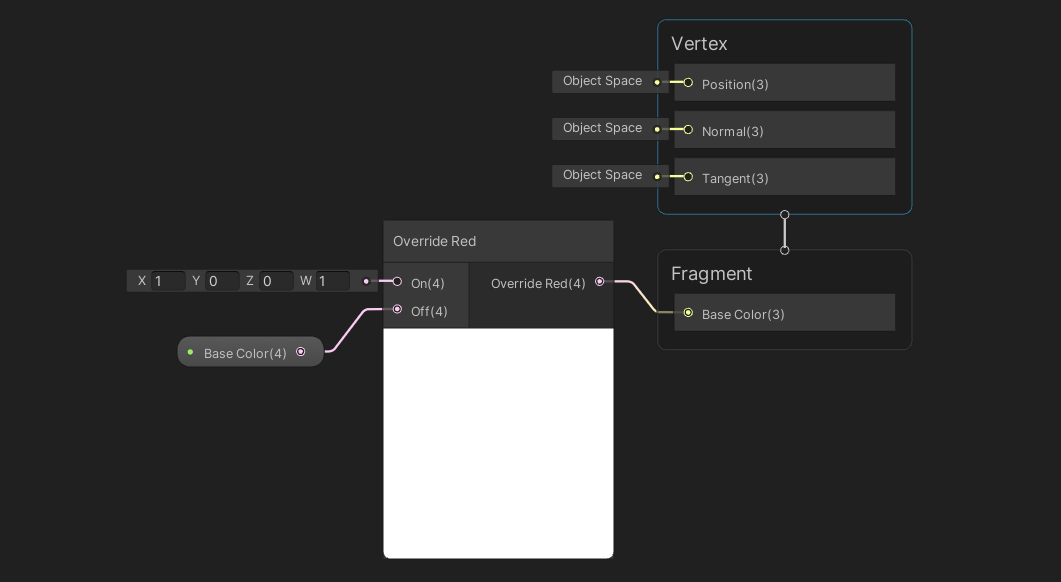 Vertex
Object Space
Position(3)
Object Space
Normal(3)
Object Space
Tangent(3)
Override Red
X 1 Y 0 Z 0 W 1
On(4)
Override Red(4)
Off(4)
Base Color(4)
Fragment
Base Color(3)